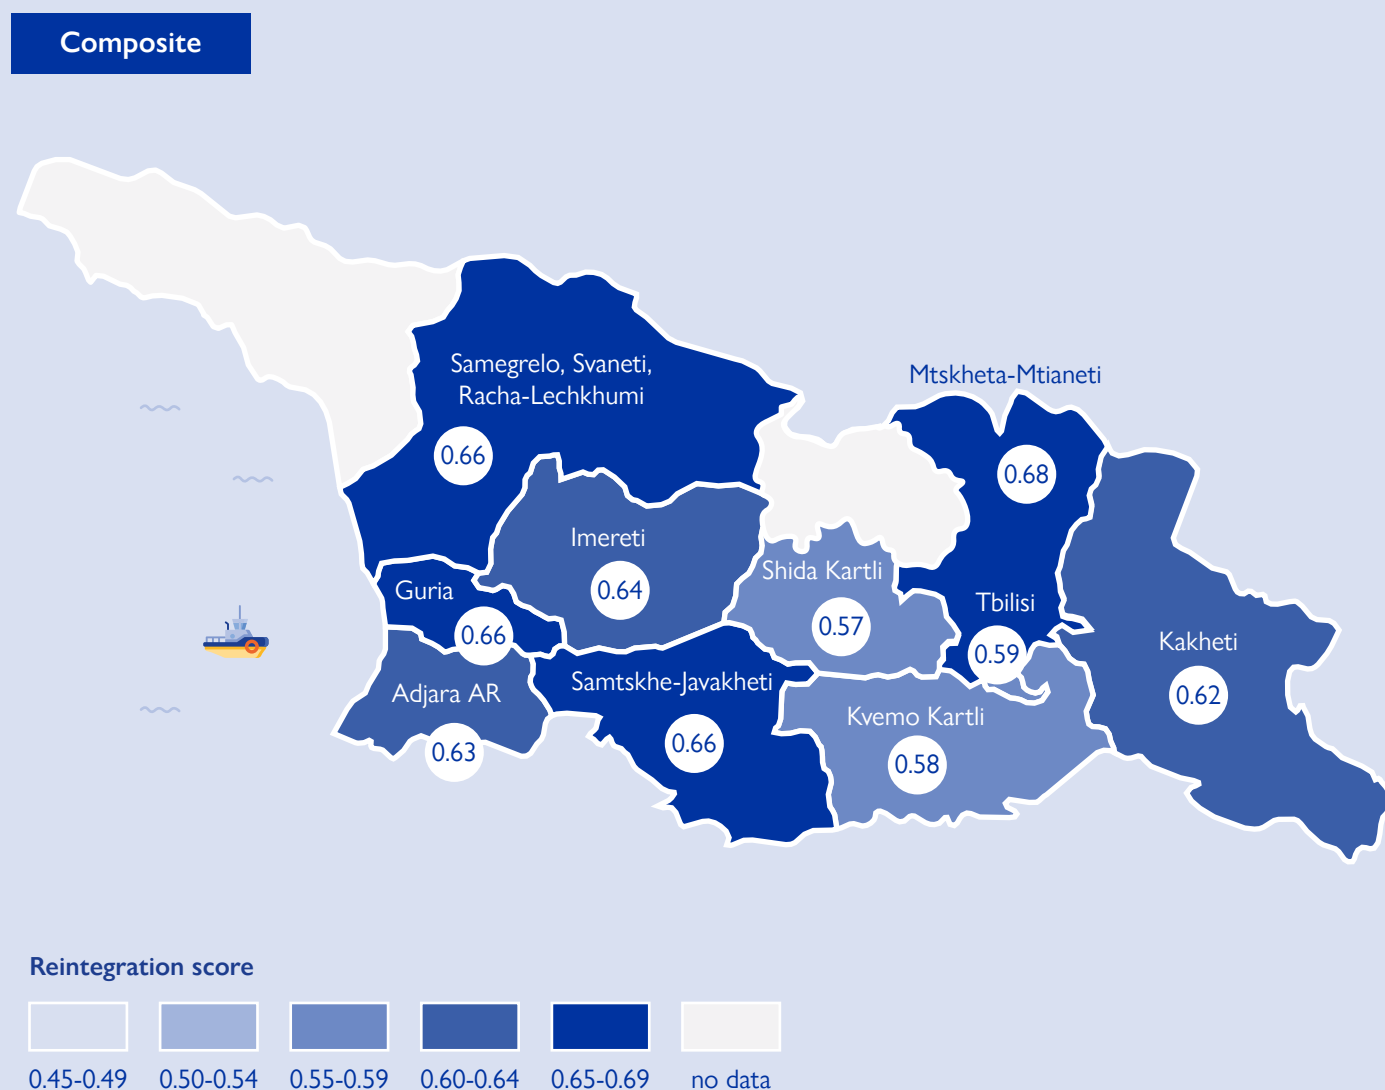 Composite
Samegrelo, Svaneti,
Racha-Lechkhumi
0.66
Mtskheta-Mtianeti
0.68
Imereti
0.64
Shida Kartli
0.57
Guria
0.66
Tbilisi
0.59
Kakheti
0.62
Adjara AR
0.63
Samtskhe-Javakheti
0.66
Kvemo Kartli
0.58
Reintegration score
0.45-0.49 0.50-0.54 0.55-0.59 0.60-0.64 0.65-0.69 no data